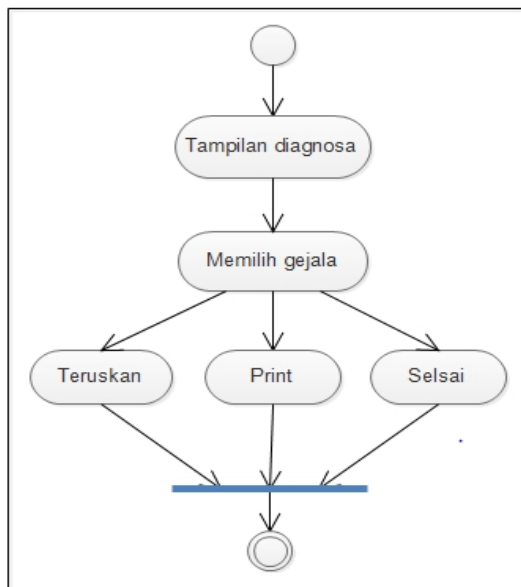 Tampilan diagnosa
Memilih gejala
Teruskan
Print
Selsai